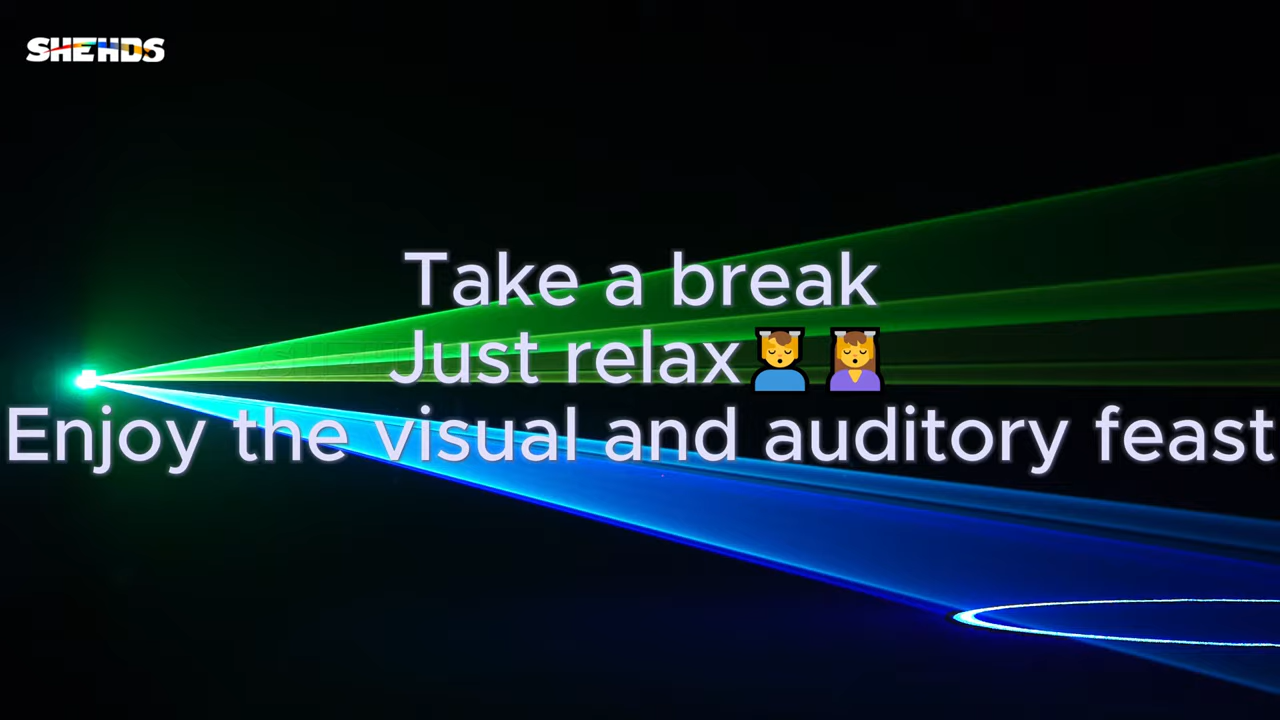 SHEHDS
Take a break
Just relax💆‍♂️💆‍♀️
Enjoy the visual and auditory feast